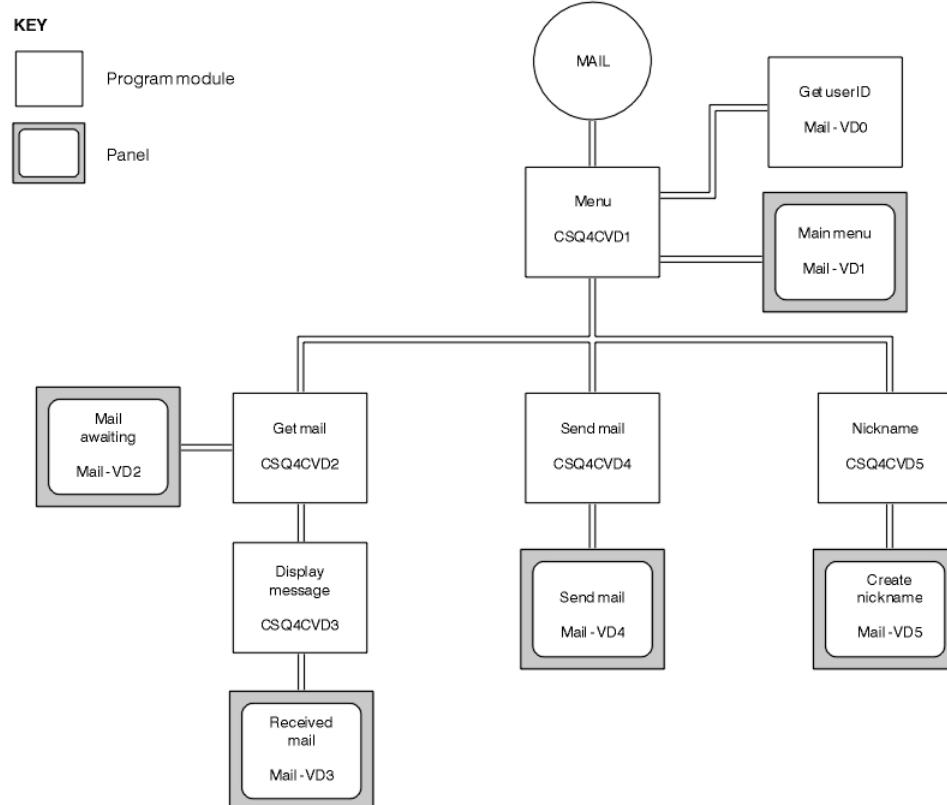 KEY
Program module
Panel
MAIL
Get userID
Mail - VD0
Menu
CSQ4CVD1
Main menu
Mail - VD1
Mail
awaiting
Mail - VD2
Get mail
CSQ4CVD2
Send mail
CSQ4CVD4
Nickname
CSQ4CVD5
Display
message
CSQ4CVD3
Send mail
Mail - VD4
Create
nickname
Mail - VD5
Received
mail
Mail - VD3